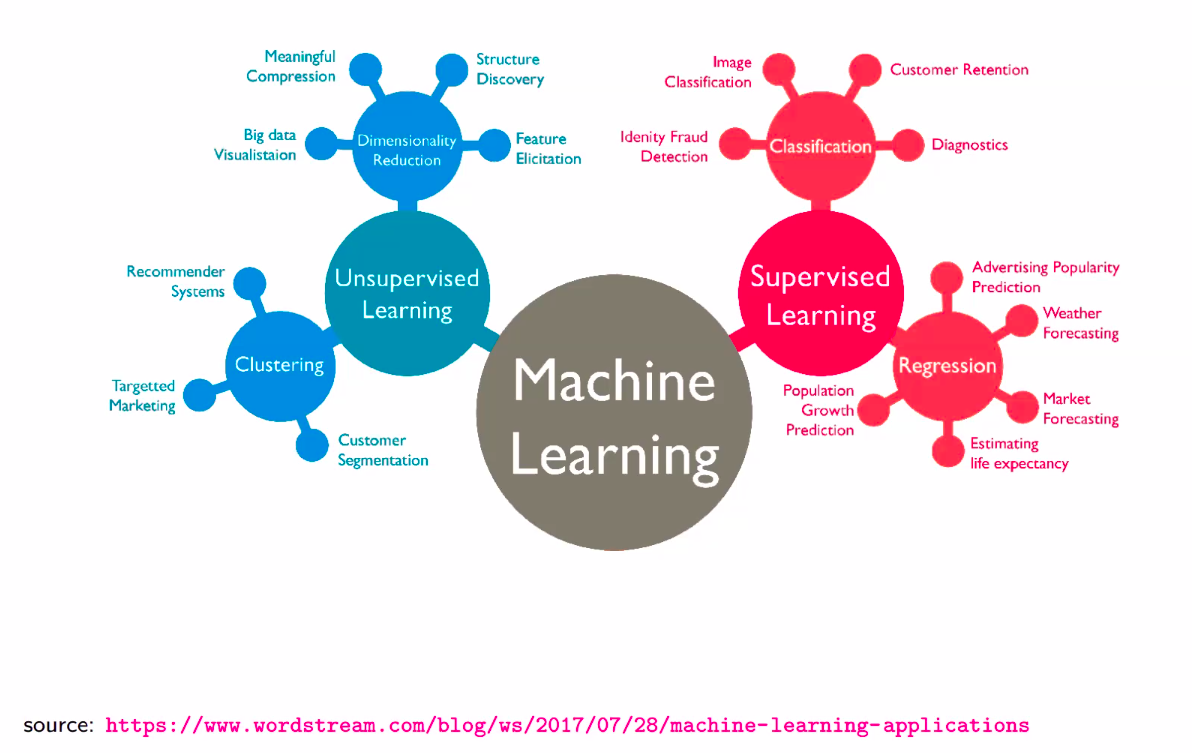 Meaningful
Compression
Structure
Discovery
Big data
Visualistaion
Dimensionality
Reduction
Feature
Elicitation
Image
Classification
Customer Retention
Idenity Fraud
Detection
Classification
Diagnostics
Unsupervised
Learning
Recommender
Systems
Clustering
Targetted
Marketing
Customer
Segmentation
Machine
Learning
Supervised
Learning
Advertising Popularity
Prediction
Weather
Forecasting
Regression
Population
Growth
Prediction
Market
Forecasting
Estimating
life expectancy
source: https://www.wordstream.com/blog/ws/2017/07/28/machine-learning-applications